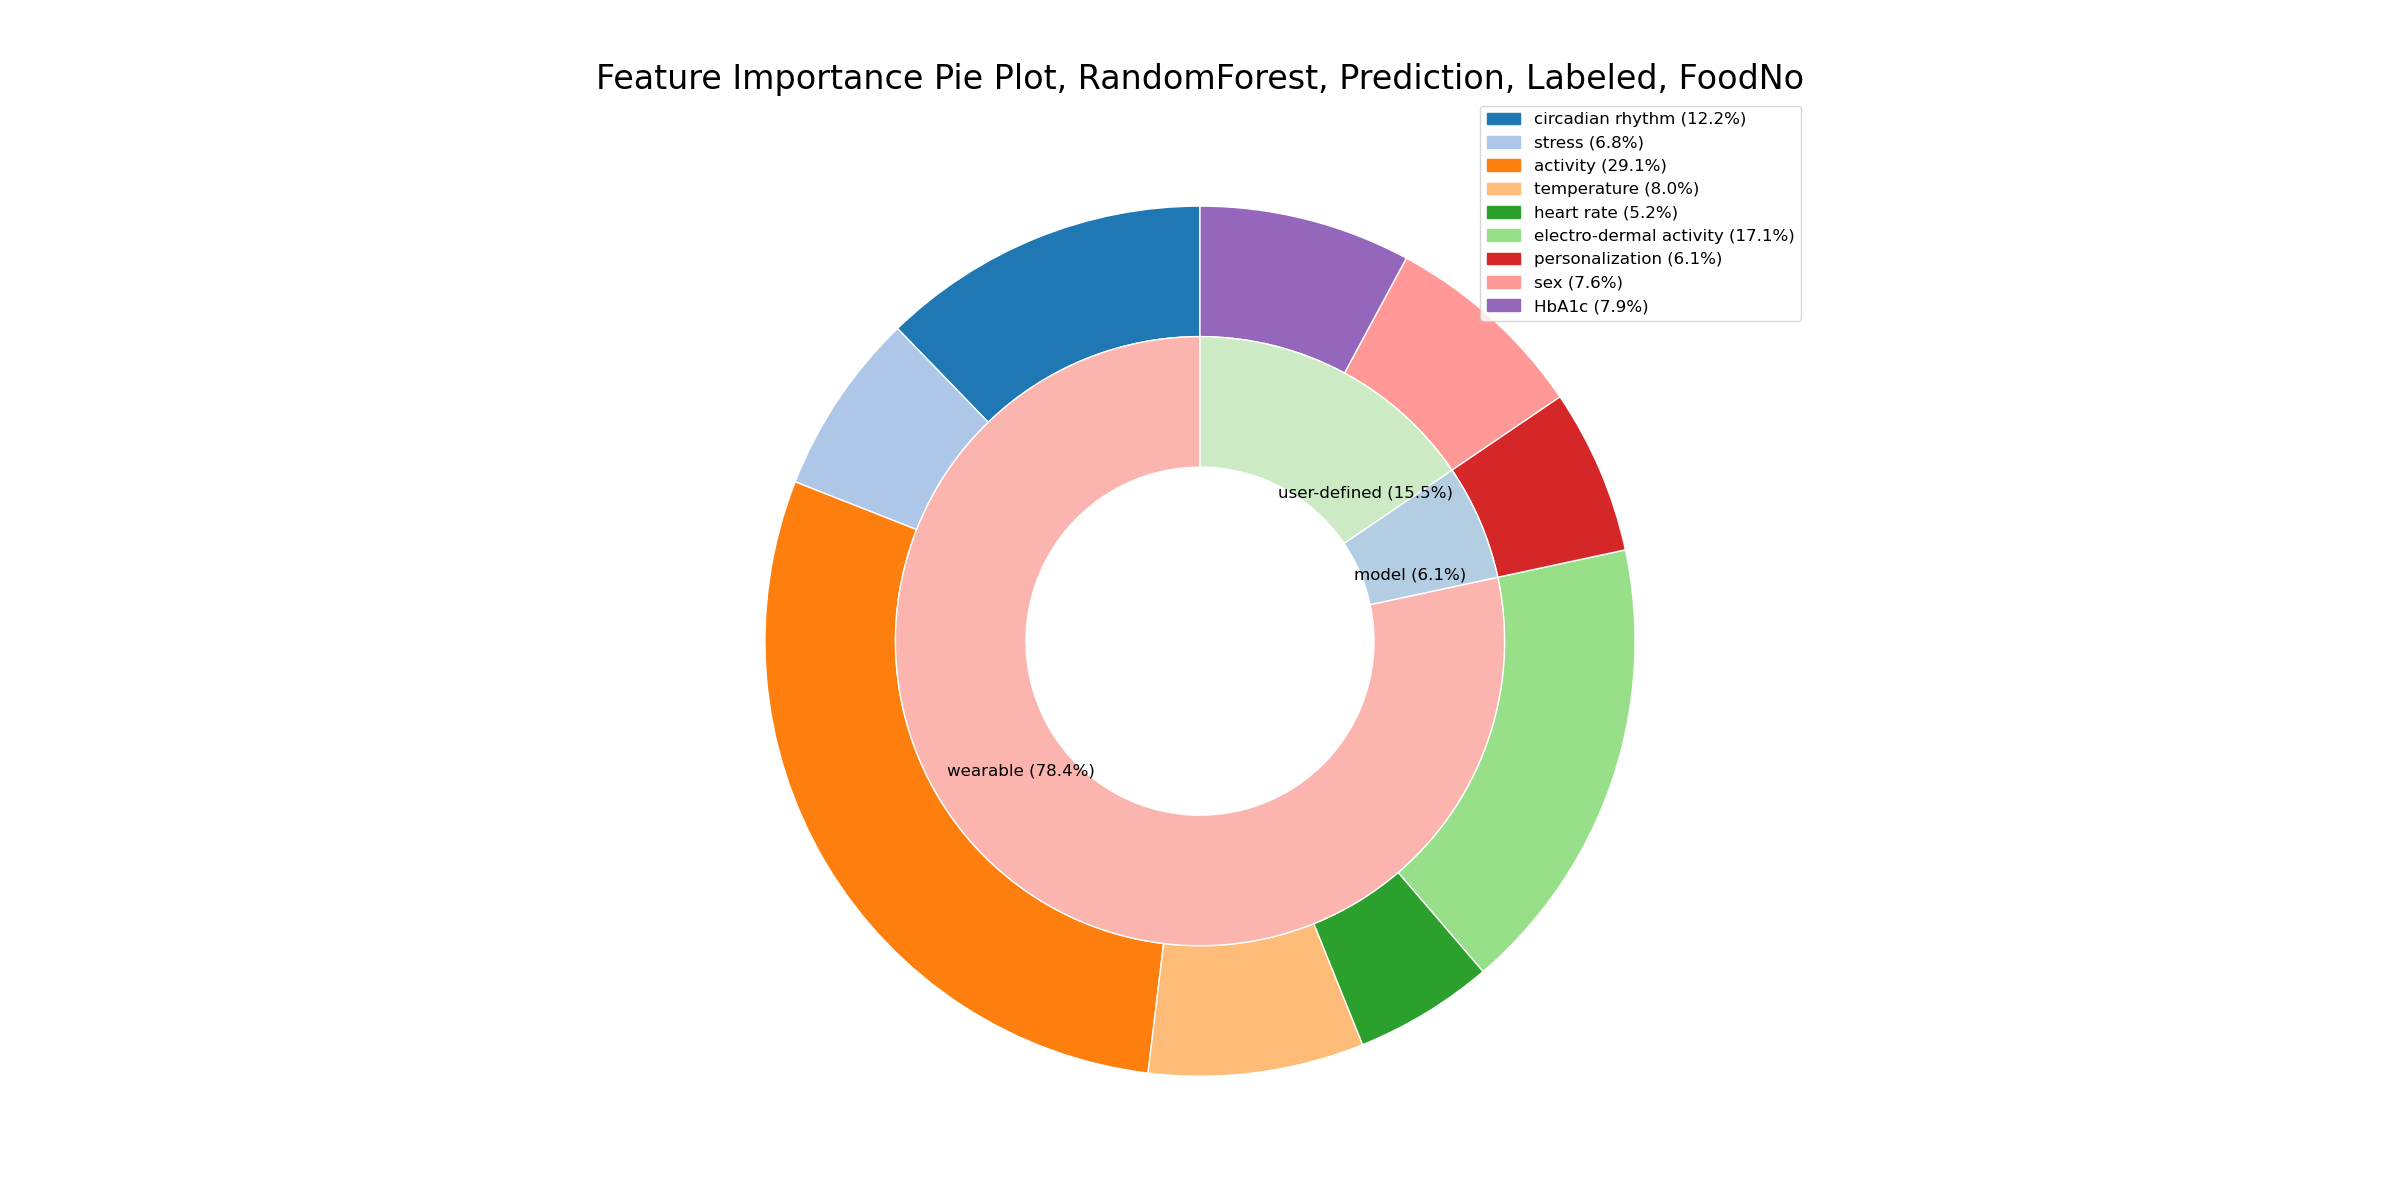 Feature Importance Pie Plot, RandomForest, Prediction, Labeled, FoodNo
circadian rhythm (12.2%)
stress (6.8%)
activity (29.1%)
temperature (8.0%)
heart rate (5.2%)
electro-dermal activity (17.1%)
personalization (6.1%)
sex (7.6%)
HbA1c (7.9%)
user-defined (15.5%)
model (6.1%)
wearable (78.4%)